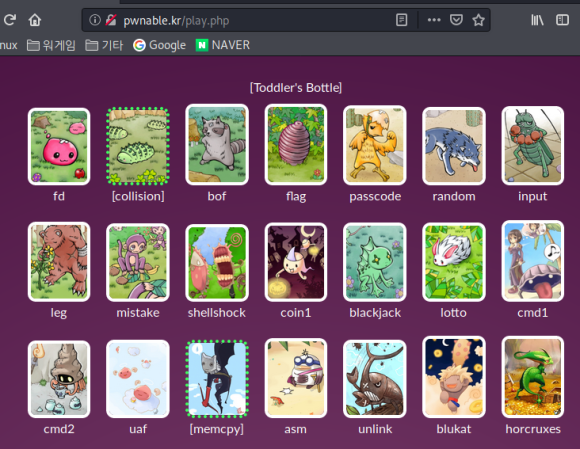 pwnable.kr/play.php
nux 워게임 기타 Google NAVER
[Toddler's Bottle]
fd [collision] bof flag passcode random input
leg mistake shellshock coin1 blackjack lotto cmd1
cmd2 uaf [memcpy] asm unlink blukat horcruxes